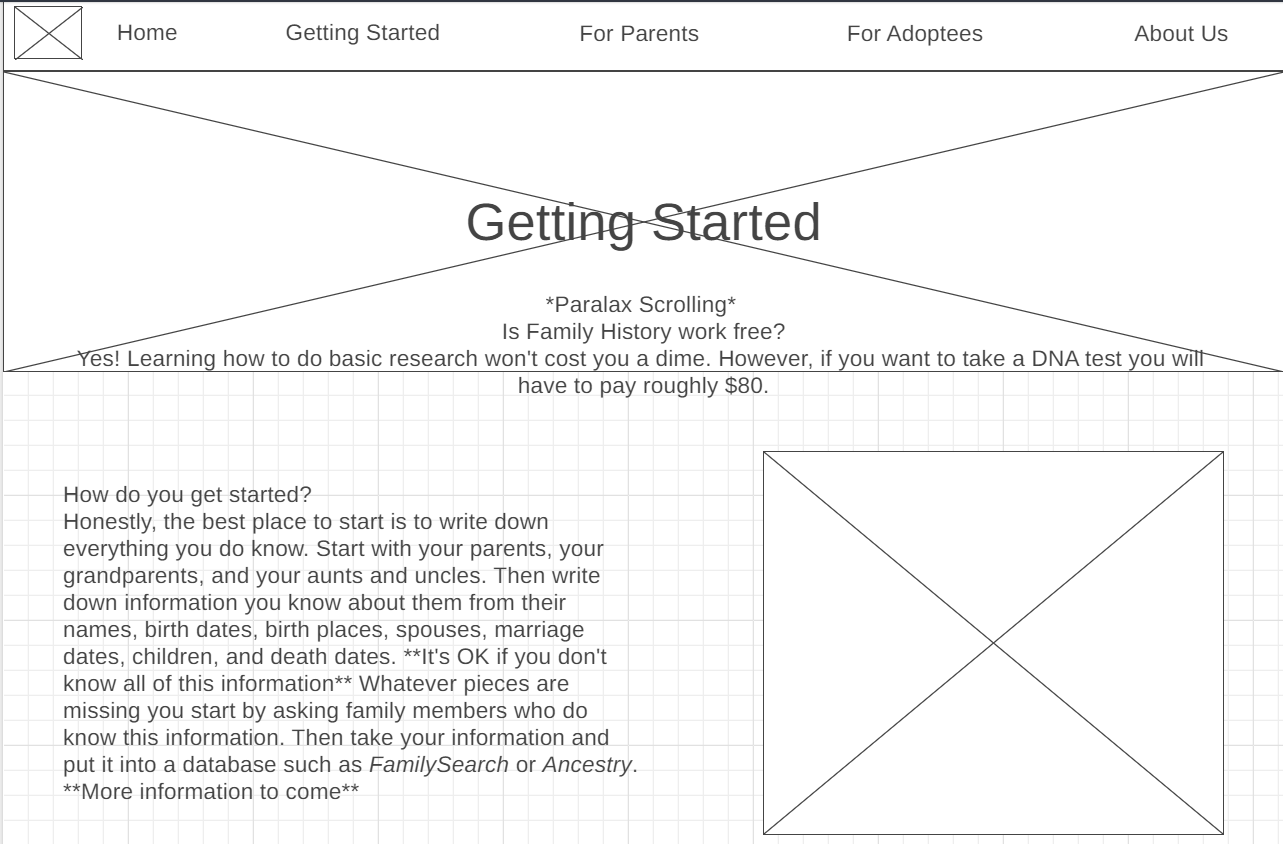 Home Getting Started For Parents For Adoptees About Us
Getting Started
*Paralax Scrolling*
Is Family History work free?
Yes! Learning how to do basic research won't cost you a dime. However, if you want to take a DNA test you will
have to pay roughly $80.
How do you get started?
Honestly, the best place to start is to write down
everything you do know. Start with your parents, your
grandparents, and your aunts and uncles. Then write
down information you know about them from their
names, birth dates, birth places, spouses, marriage
dates, children, and death dates. **It's OK if you don't
know all of this information** Whatever pieces are
missing you start by asking family members who do
know this information. Then take your information and
put it into a database such as FamilySearch or Ancestry.
**More information to come**